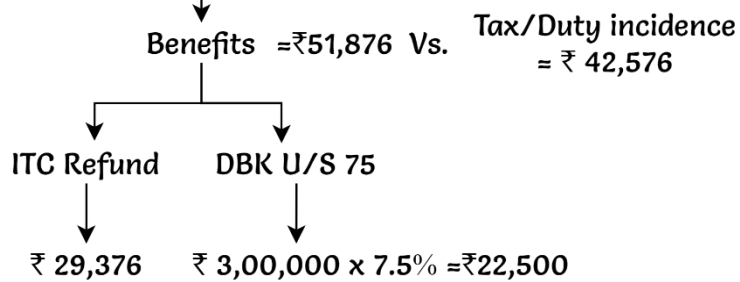 Benefits =₹51,876 Vs. Tax/Duty incidence
= ₹ 42,576
ITC Refund DBK U/S 75
₹ 29,376 ₹ 3,00,000 x 7.5% =₹22,500